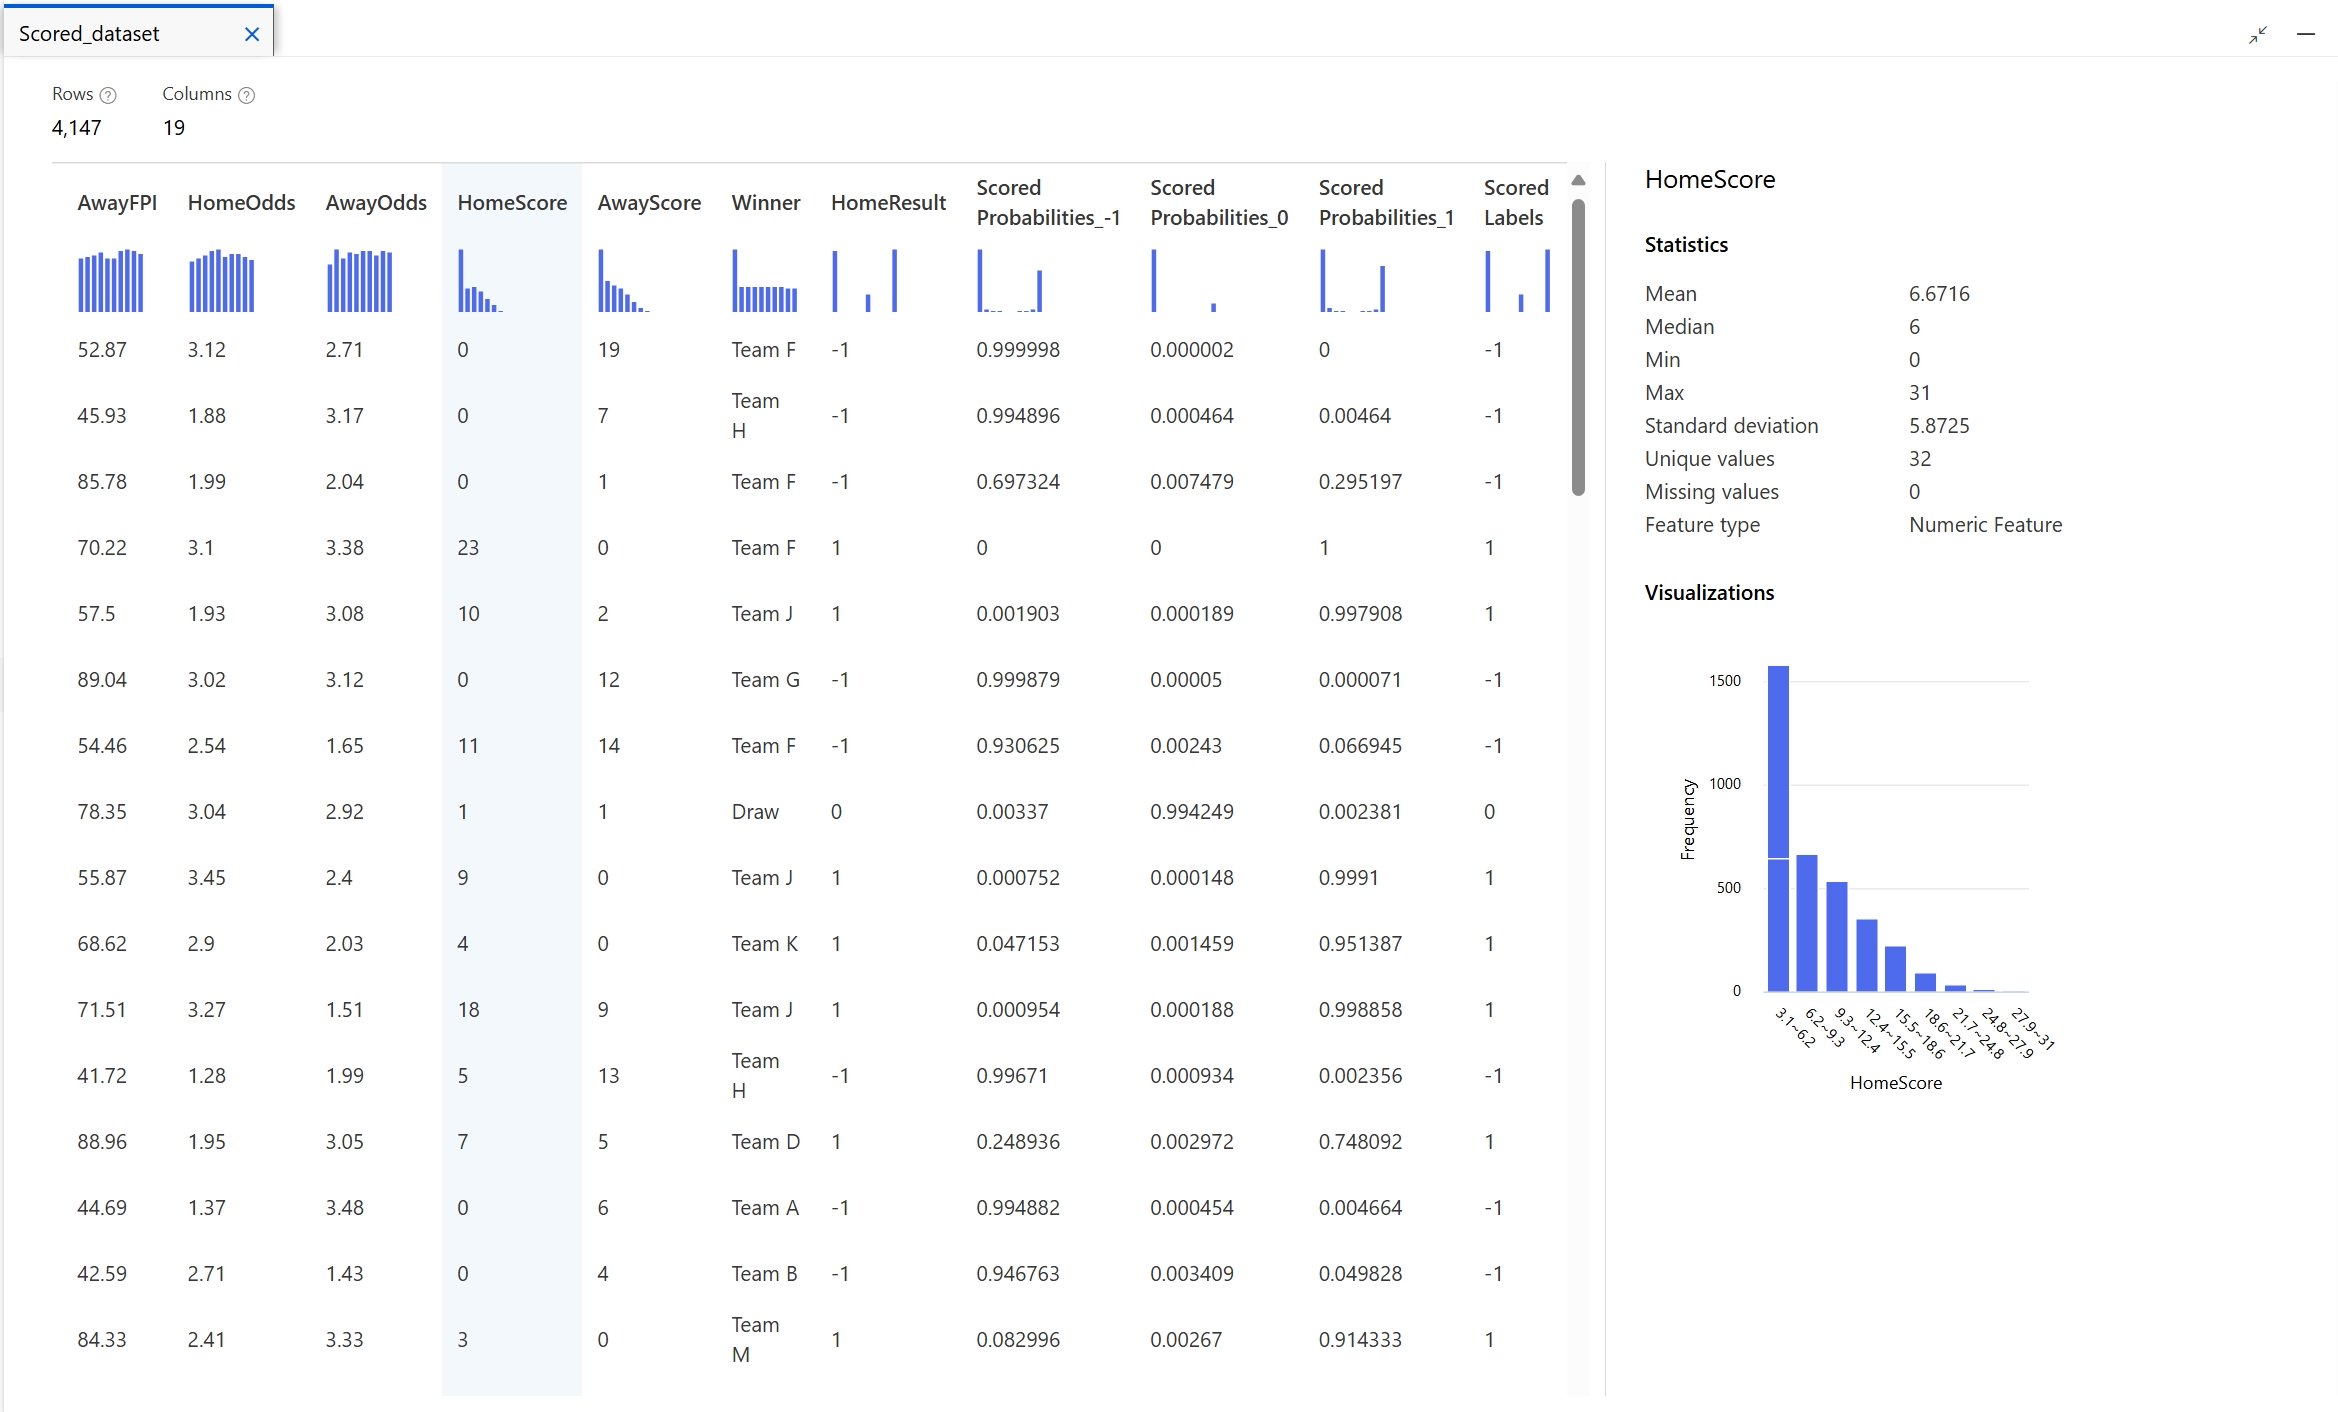 Scored_dataset
Rows Columns
4,147 19
AwayFPI HomeOdds AwayOdds HomeScore AwayScore Winner HomeResult Scored Probabilities_-1 Scored Probabilities_0 Scored Probabilities_1 Scored Labels
52.87 3.12 2.71 0 19 Team F -1 0.999998 0.000002 0 -1
45.93 1.88 3.17 0 7 Team H -1 0.994896 0.000464 0.00464 -1
85.78 1.99 2.04 0 1 Team F -1 0.697324 0.007479 0.295197 -1
70.22 3.1 3.38 23 0 Team F 1 0 0 1 1
57.5 1.93 3.08 10 2 Team J 1 0.001903 0.000189 0.997908 1
89.04 3.02 3.12 0 12 Team G -1 0.999879 0.00005 0.000071 -1
54.46 2.54 1.65 11 14 Team F -1 0.930625 0.00243 0.066945 -1
78.35 3.04 2.92 1 1 Draw 0 0.00337 0.994249 0.002381 0
55.87 3.45 2.4 9 0 Team J 1 0.000752 0.000148 0.9991 1
68.62 2.9 2.03 4 0 Team K 1 0.047153 0.001459 0.951387 1
71.51 3.27 1.51 18 9 Team J 1 0.000954 0.000188 0.998858 1
41.72 1.28 1.99 5 13 Team H -1 0.99671 0.000934 0.002356 -1
88.96 1.95 3.05 7 5 Team D 1 0.248936 0.002972 0.748092 1
44.69 1.37 3.48 0 6 Team A -1 0.994882 0.000454 0.004664 -1
42.59 2.71 1.43 0 4 Team B -1 0.946763 0.003409 0.049828 -1
84.33 2.41 3.33 3 0 Team M 1 0.082996 0.00267 0.914333 1
HomeScore
Statistics
Mean 6.6716
Median 6
Min 0
Max 31
Standard deviation 5.8725
Unique values 32
Missing values 0
Feature type Numeric Feature
Visualizations
1500
1000
500
0
Frequency
3.1~6.2
6.2~9.3
9.3~12.4
12.4~15.5
15.5~18.6
18.6~21.7
21.7~24.8
24.8~27.9
27.9~31
HomeScore